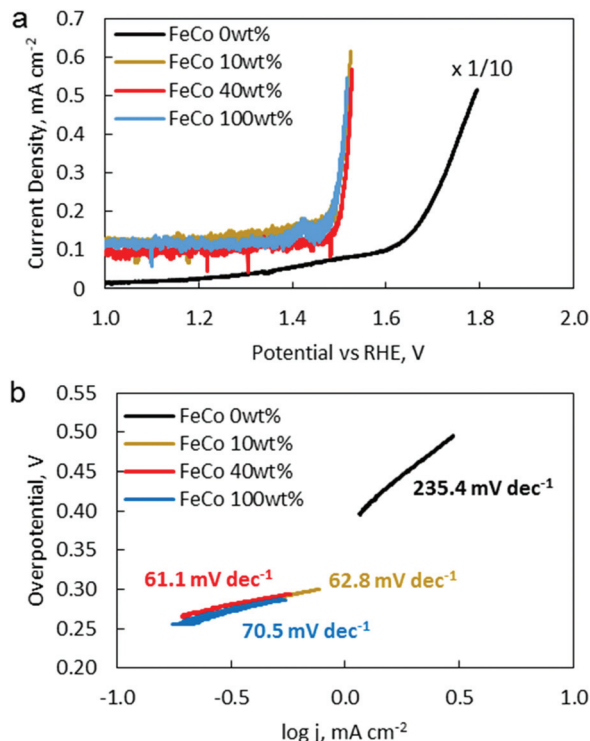 a
0.7
0.6
0.5
0.4
0.3
0.2
0.1
0
Current Density, mA cm⁻²
FeCo 0wt%
FeCo 10wt%
FeCo 40wt%
FeCo 100wt%
x 1/10
1.0 1.2 1.4 1.6 1.8 2.0
Potential vs RHE, V
b
0.55
0.50
0.45
0.40
0.35
0.30
0.25
0.20
Overpotential, V
FeCo 0wt%
FeCo 10wt%
FeCo 40wt%
FeCo 100wt%
235.4 mV dec⁻¹
61.1 mV dec⁻¹ 62.8 mV dec⁻¹
70.5 mV dec⁻¹
-1.0 -0.5 0.0 0.5 1.0
log j, mA cm⁻²